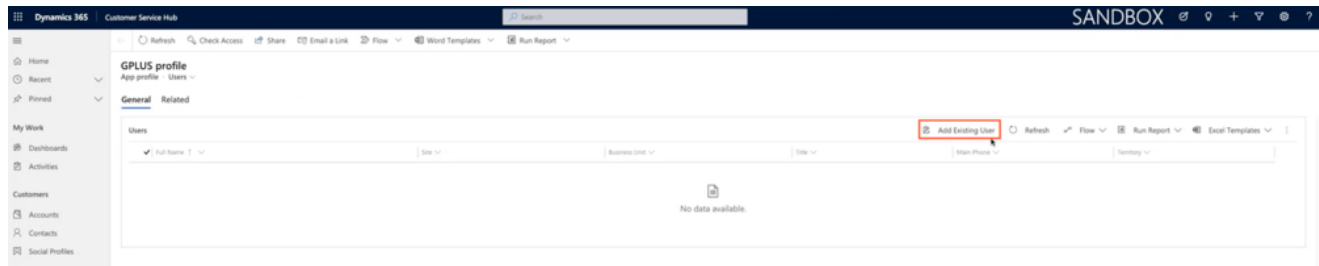 Dynamics 365 Customer Service Hub Search SANDBOX
Refresh Check Access Share Email a Link Flow Word Templates Run Report
Home
Recent
Pinned
GPLUS profile
App profile · Users
General Related
My Work
Dashboards
Activities
Users Add Existing User Refresh Flow Run Report Excel Templates
Full Name Site Business Unit Title Main Phone Territory
No data available.
Customers
Accounts
Contacts
Social Profiles